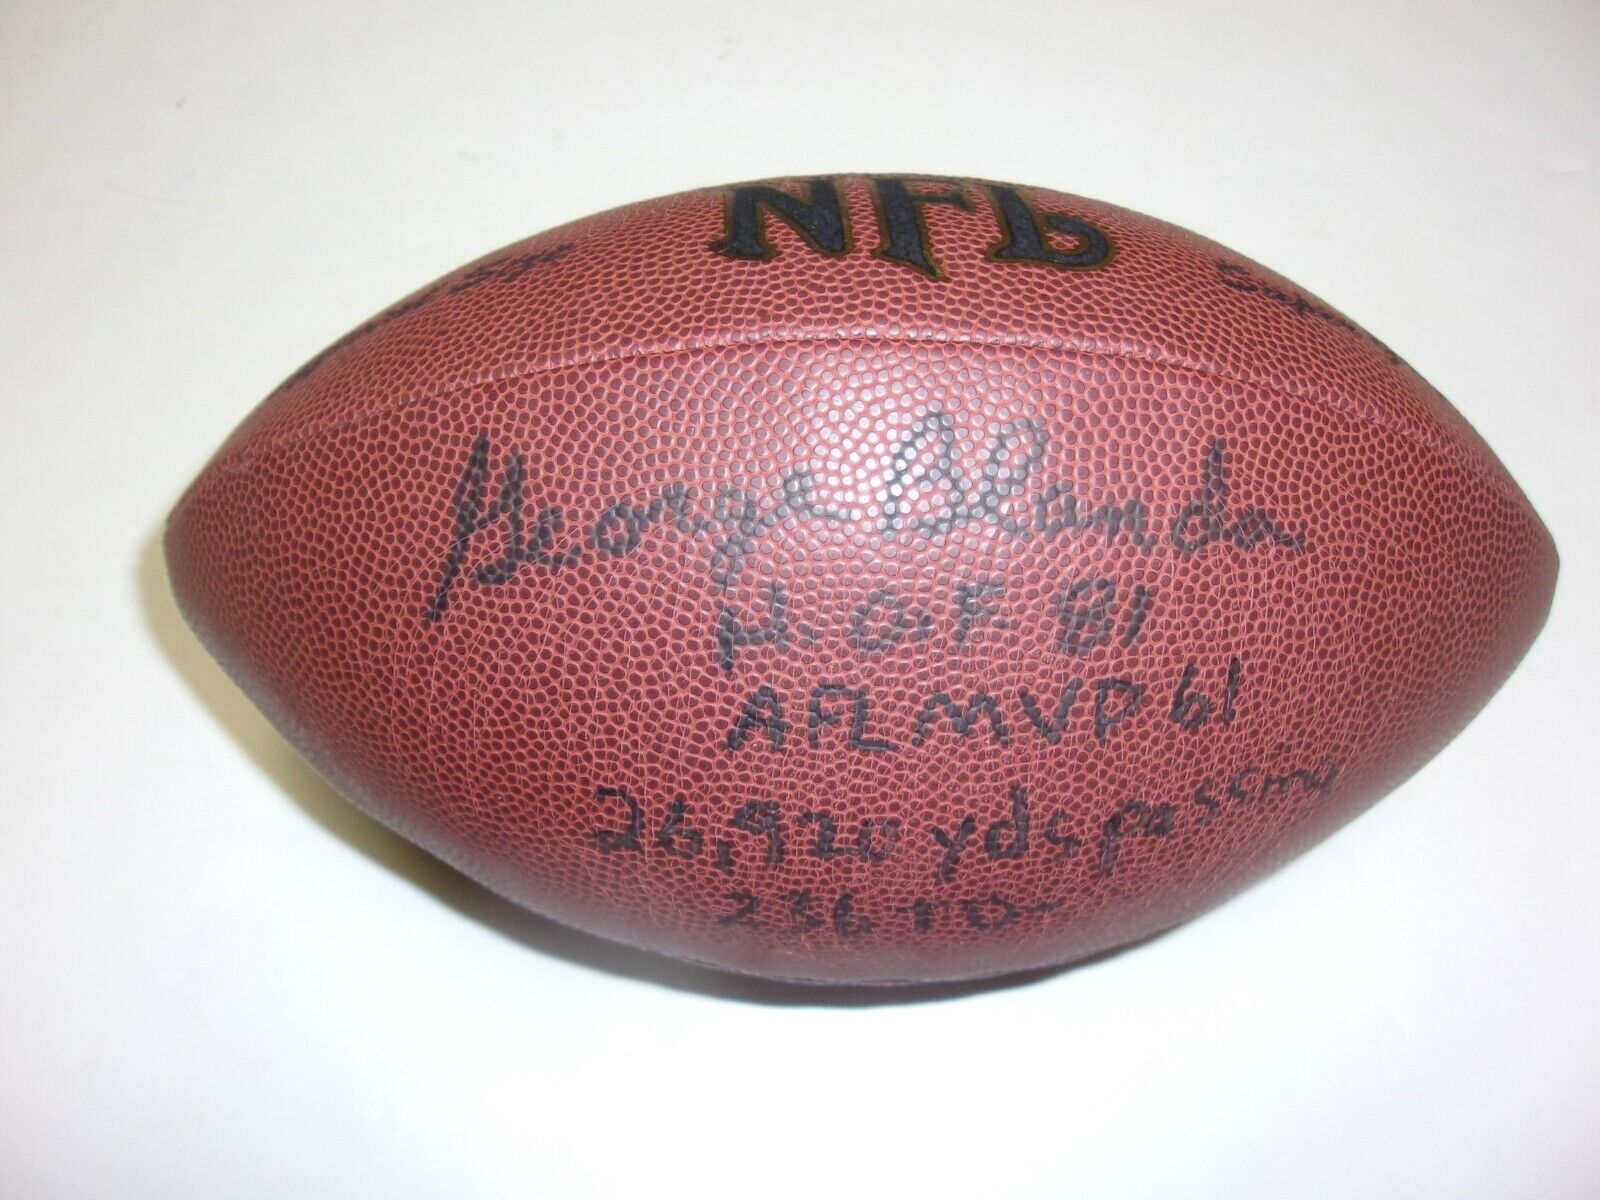 NFL
George Blanda
H.O.F 81
AFL MVP 61
26,920 yds passing
236 TD